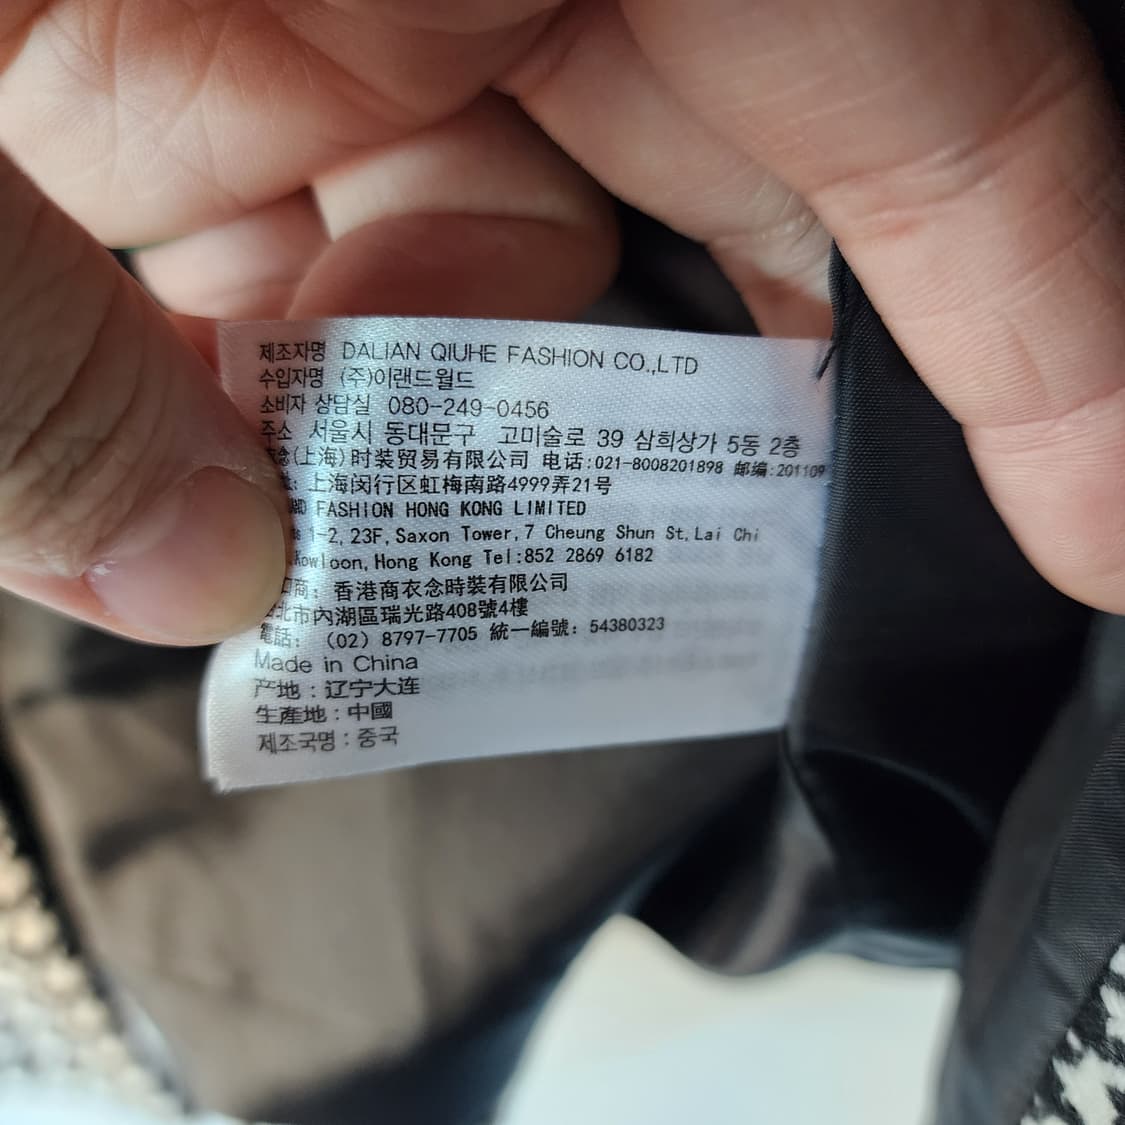 제조자명 DALIAN QIUHE FASHION CO.,LTD
수입자명 (주)이랜드월드
소비자 상담실 080-249-0456
주소 서울시 동대문구 고미술로 39 삼희상가 5동 2층
念(上海)时装贸易有限公司 电话:021-8008201898 邮编:201109
: 上海闵行区虹梅南路4999弄21号
FASHION HONG KONG LIMITED
1-2,23F,Saxon Tower,7 Cheung Shun St,Lai Chi
Kowloon,Hong Kong Tel:852 2869 6182
商: 香港商衣念時裝有限公司
北市內湖區瑞光路408號4樓
電話: (02) 8797-7705 統一編號: 54380323
Made in China
产地:辽宁大连
生產地:中國
제조국명:중국